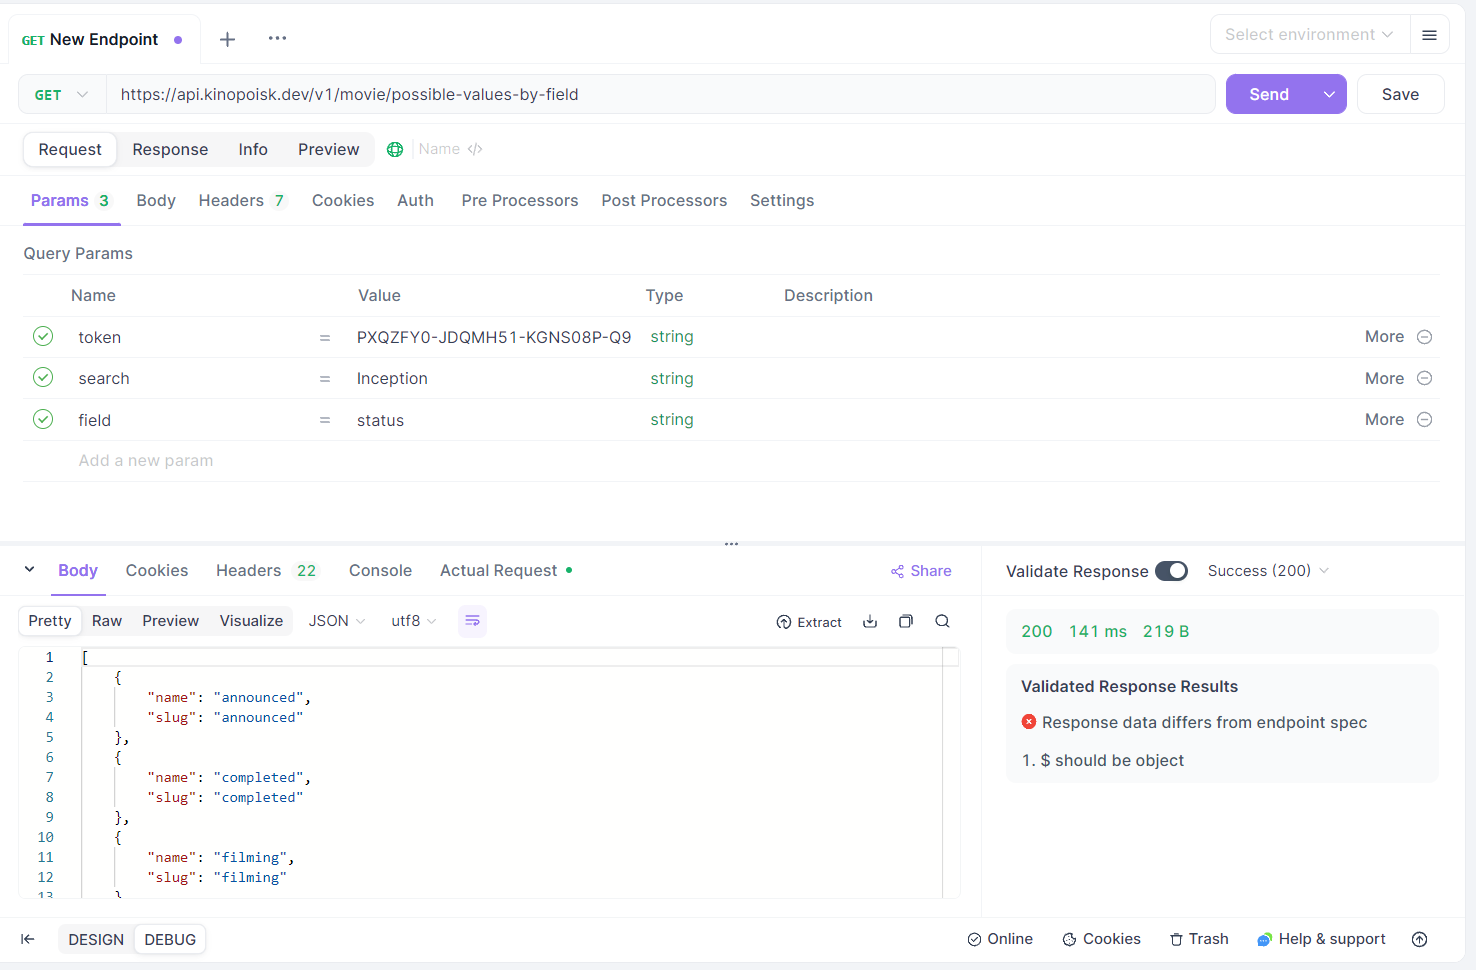 GET New Endpoint
Select environment
GET https://api.kinopoisk.dev/v1/movie/possible-values-by-field Send Save
Request Response Info Preview Name </>
Params 3 Body Headers 7 Cookies Auth Pre Processors Post Processors Settings
Query Params
Name Value Type Description
token = PXQZFY0-JDQMH51-KGNS08P-Q9 string More
search = Inception string More
field = status string More
Add a new param
Body Cookies Headers 22 Console Actual Request Share
Pretty Raw Preview Visualize JSON utf8 Extract
1 [
2 {
3 "name": "announced",
4 "slug": "announced"
5 },
6 {
7 "name": "completed",
8 "slug": "completed"
9 },
10 {
11 "name": "filming",
12 "slug": "filming"
13 }
Validate Response Success (200)
200 141 ms 219 B
Validated Response Results
Response data differs from endpoint spec
1. $ should be object
DESIGN DEBUG Online Cookies Trash Help & support